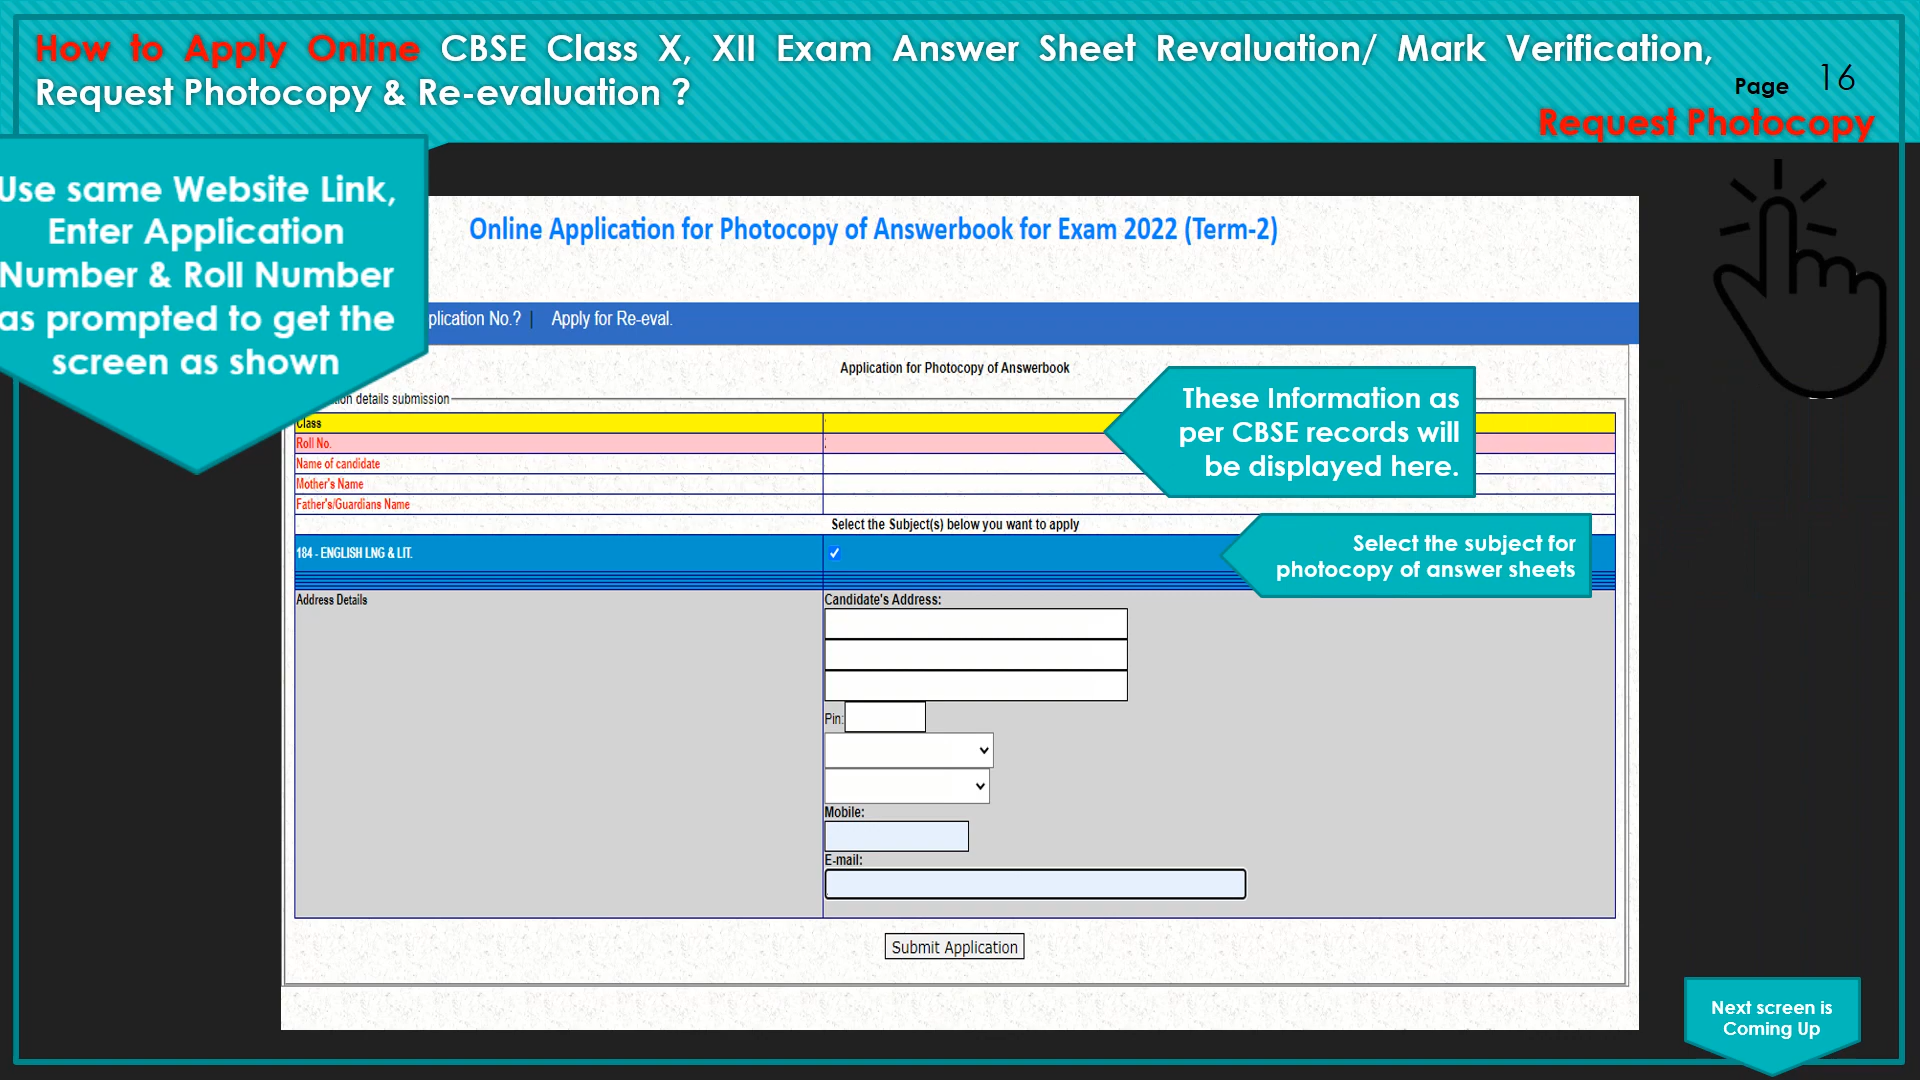 How to Apply Online CBSE Class X, XII Exam Answer Sheet Revaluation/ Mark Verification,
Request Photocopy & Re-evaluation ?
Page 16
Request Photocopy
Use same Website Link,
Enter Application
Number & Roll Number
as prompted to get the
screen as shown
Online Application for Photocopy of Answerbook for Exam 2022 (Term-2)
plication No.? | Apply for Re-eval.
Application for Photocopy of Answerbook
details submission
Class
Roll No.
Name of candidate
Mother's Name
Father's/Guardians Name
These Information as
per CBSE records will
be displayed here.
Select the Subject(s) below you want to apply
184 - ENGLISH LNG & LIT.
Select the subject for
photocopy of answer sheets
Address Details
Candidate's Address:
Pin:
Mobile:
E-mail:
Submit Application
Next screen is
Coming Up